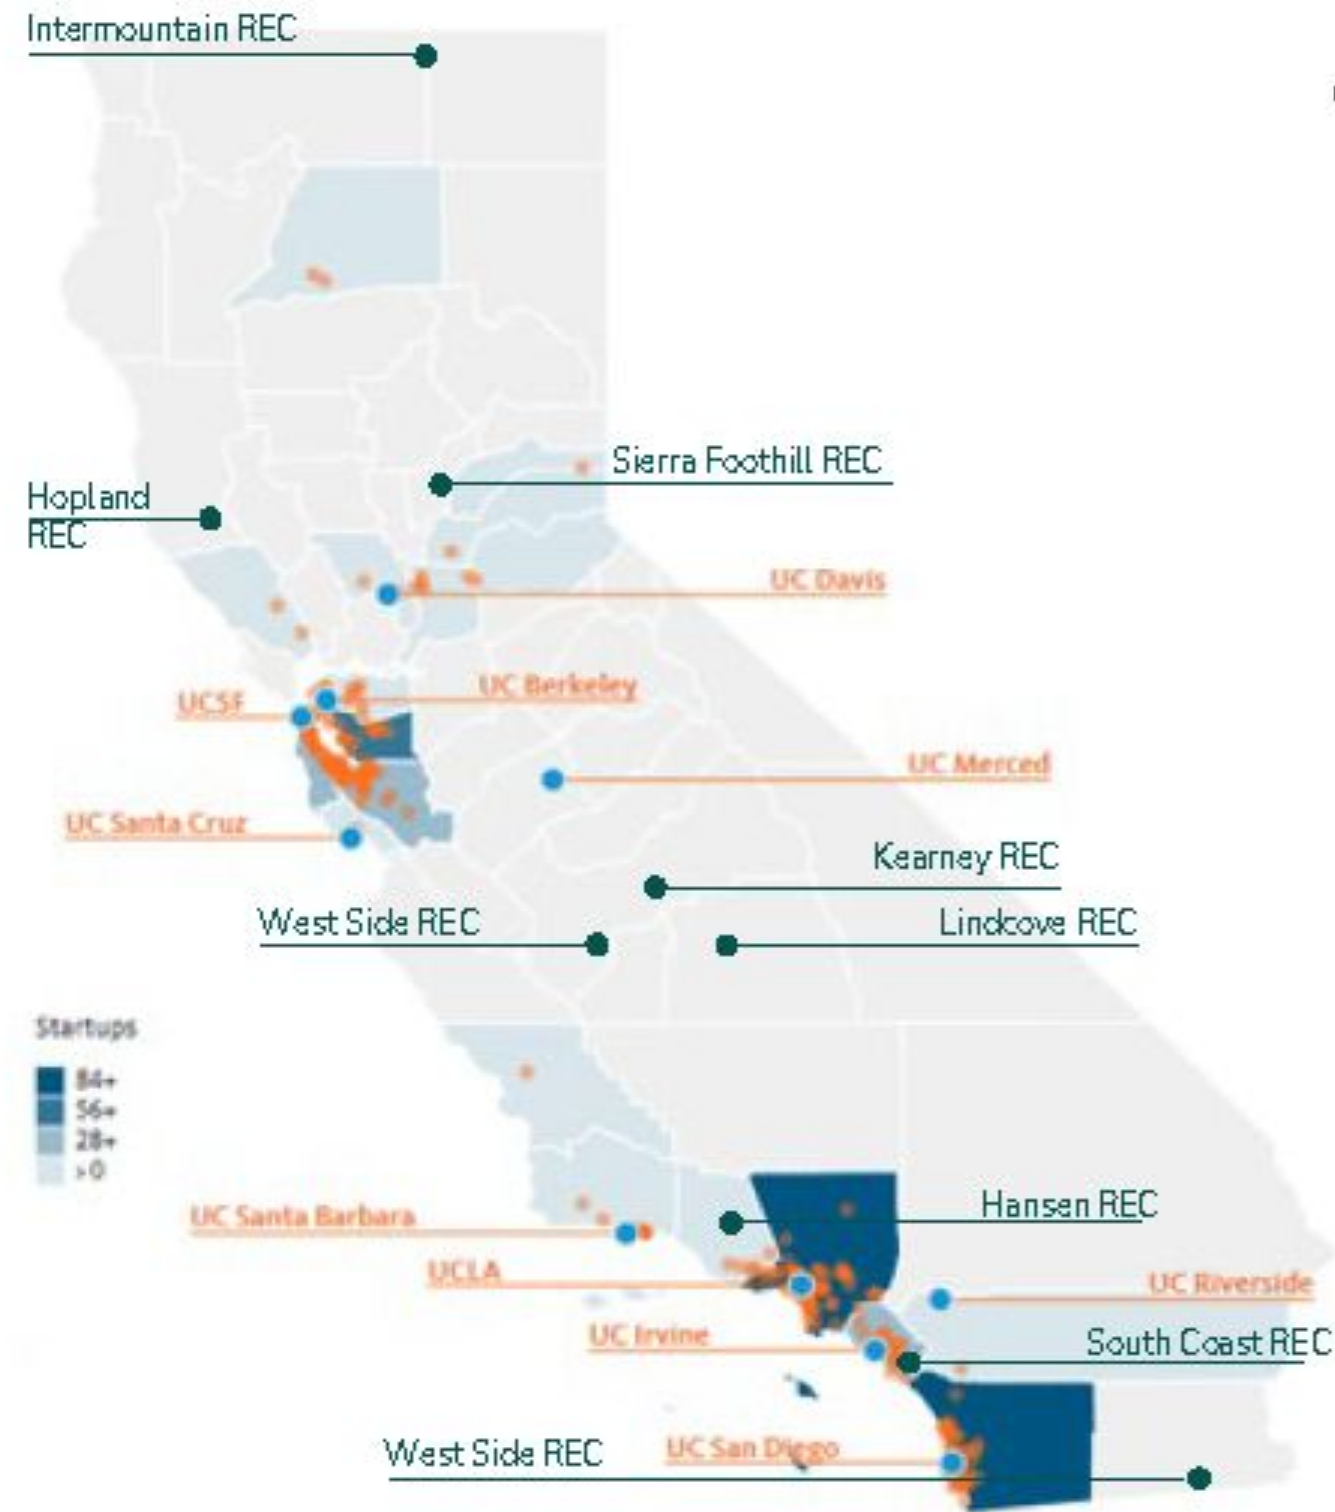 Intermountain REC
Sierra Foothill REC
Hopland
REC
UC Davis
UC Berkeley
UCSF
UC Merced
UC Santa Cruz
Kearney REC
West Side REC
Lindcove REC
Startups
84+
56+
28+
>0
Hansen REC
UC Santa Barbara
UCLA
UC Riverside
UC Irvine
South Coast REC
West Side REC
UC San Diego